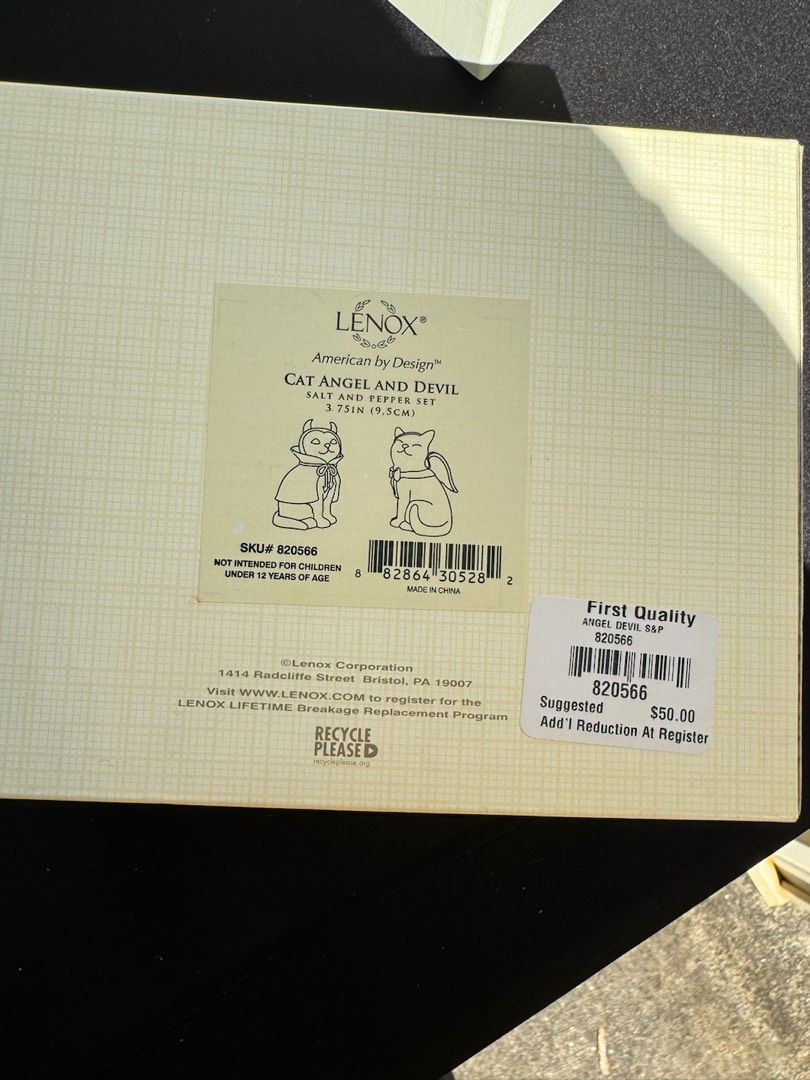 LENOX®
American by Design™
CAT ANGEL AND DEVIL
SALT AND PEPPER SET
3.75IN (9,5CM)
SKU# 820566
NOT INTENDED FOR CHILDREN
UNDER 12 YEARS OF AGE
8 82864 30528 2
MADE IN CHINA
First Quality
ANGEL DEVIL S&P
820566
820566
Suggested $50.00
Add'l Reduction At Register
©Lenox Corporation
1414 Radcliffe Street Bristol, PA 19007
Visit WWW.LENOX.COM to register for the
LENOX LIFETIME Breakage Replacement Program
RECYCLE
PLEASE
recycleplease.org